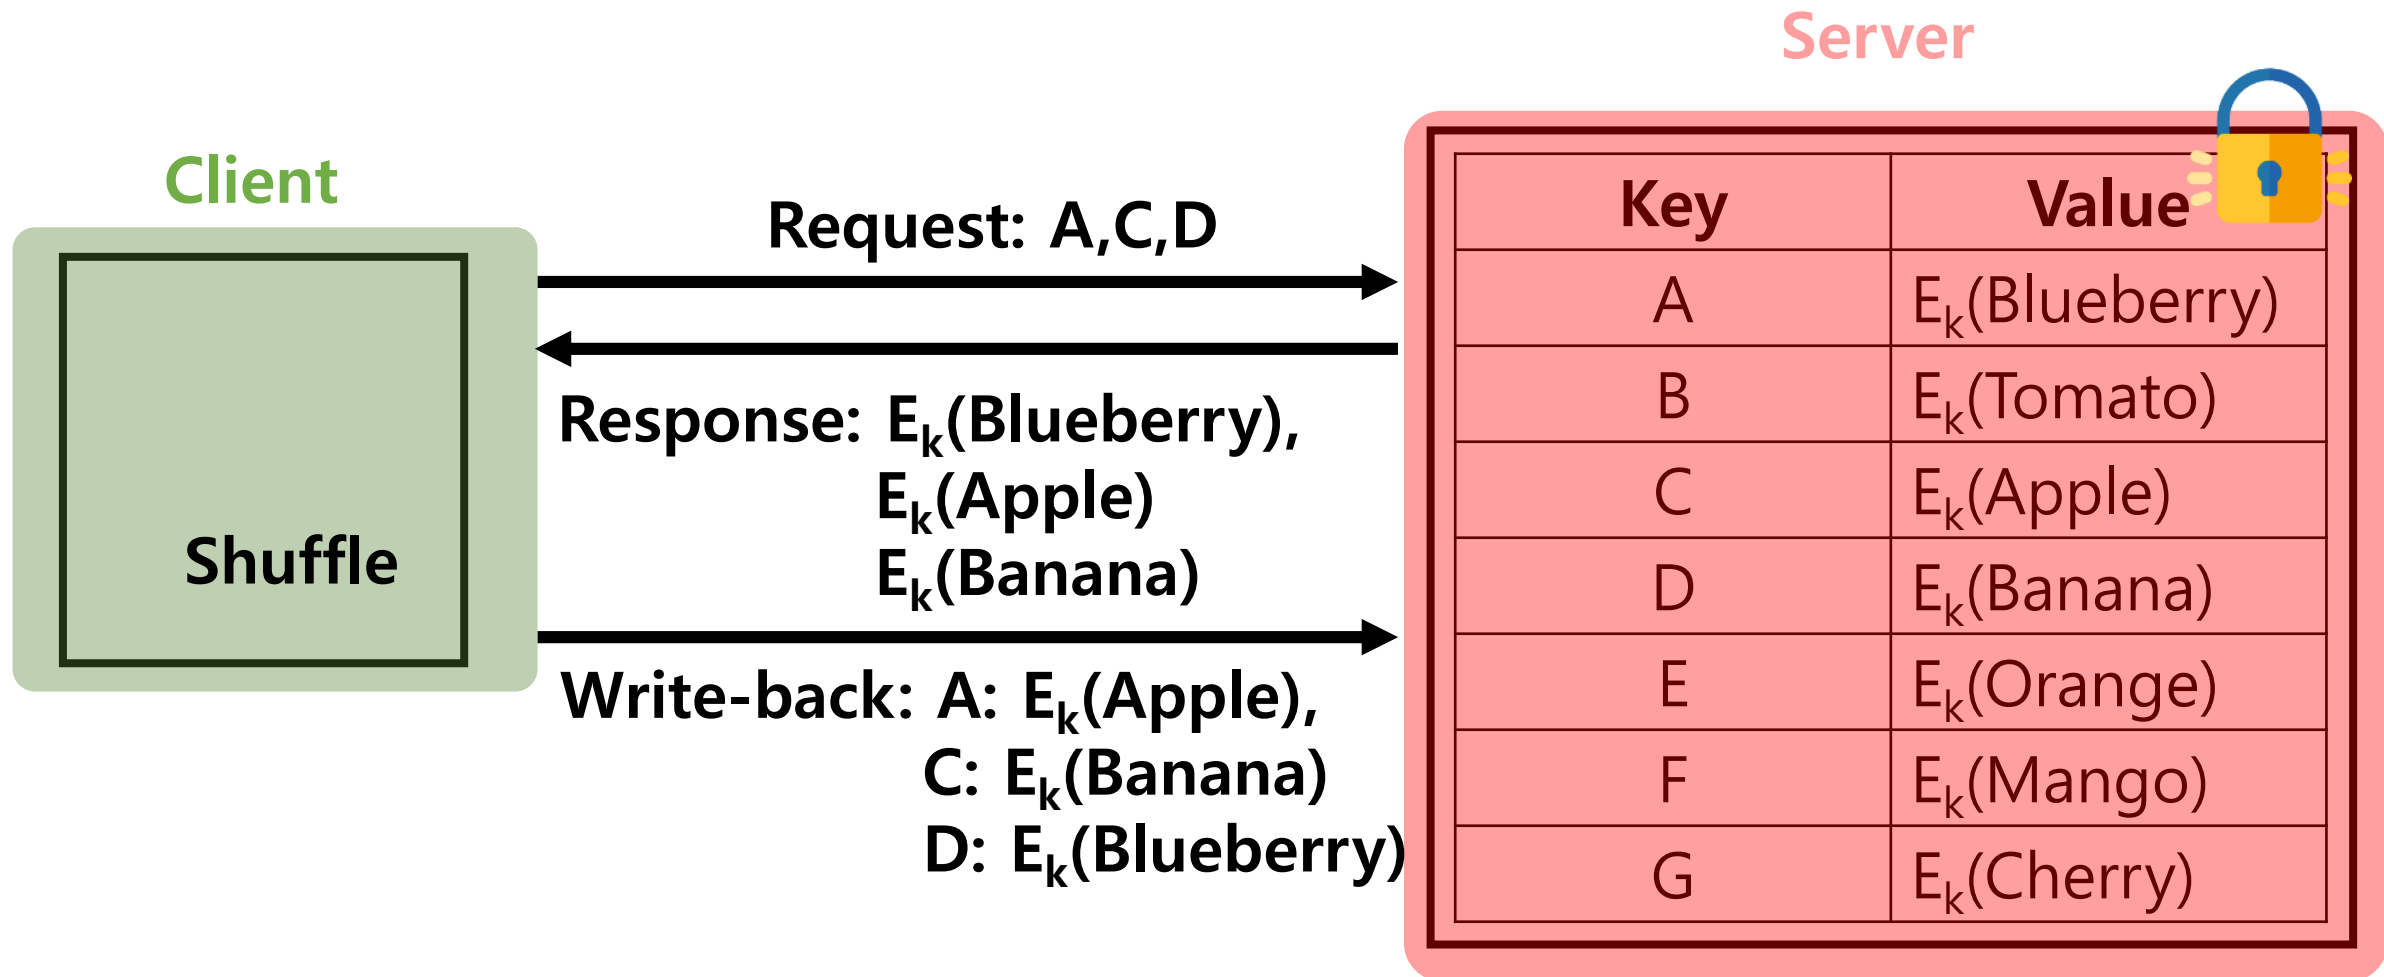 Server
Client
Request: A,C,D
Response: Eₖ(Blueberry),
Eₖ(Apple)
Eₖ(Banana)
Shuffle
Write-back: A: Eₖ(Apple),
C: Eₖ(Banana)
D: Eₖ(Blueberry)
Key Value
A Eₖ(Blueberry)
B Eₖ(Tomato)
C Eₖ(Apple)
D Eₖ(Banana)
E Eₖ(Orange)
F Eₖ(Mango)
G Eₖ(Cherry)